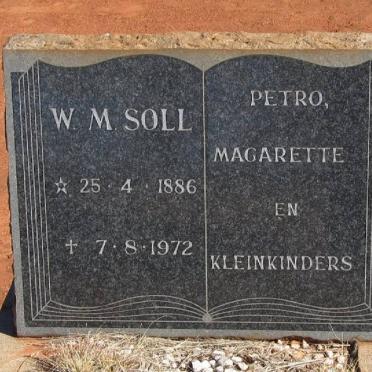 W. M. SOLL
☆ 25 · 4 · 1886
† 7 · 8 · 1972
PETRO,
MAGARETTE
EN
KLEINKINDERS